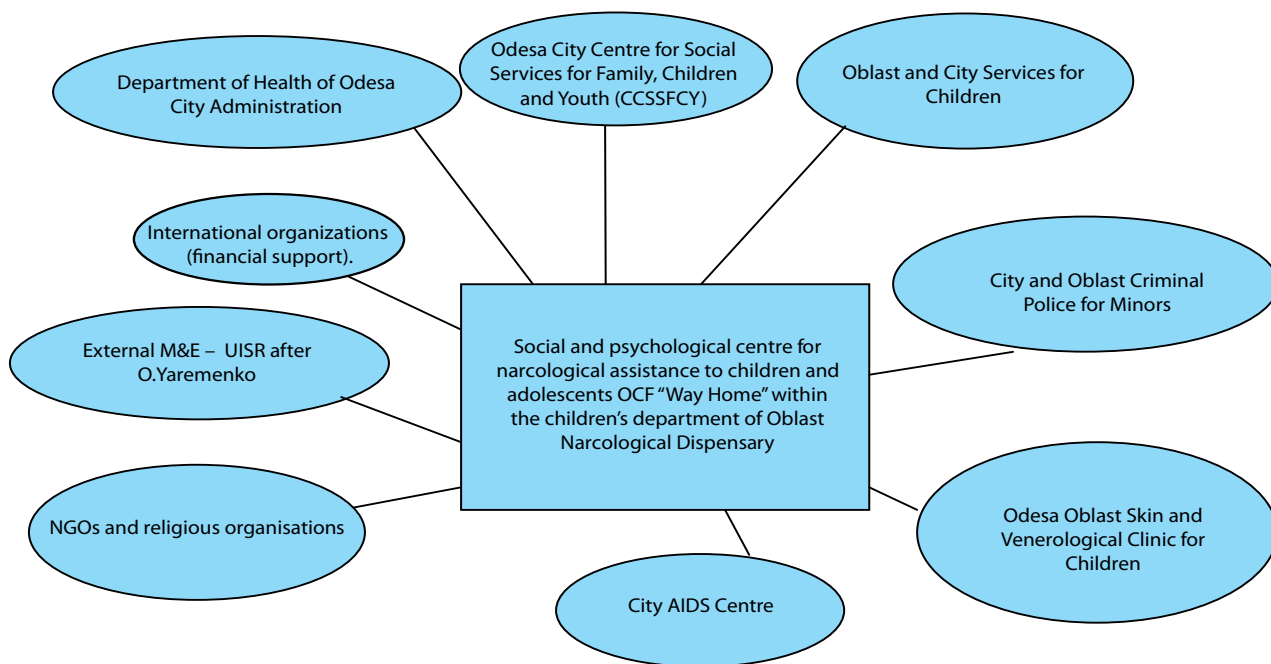 Department of Health of Odesa
City Administration
Odesa City Centre for Social
Services for Family, Children
and Youth (CCSSFCY)
Oblast and City Services for
Children
International organizations
(financial support).
City and Oblast Criminal
Police for Minors
External M&E – UISR after
O.Yaremenko
Social and psychological centre for
narcological assistance to children and
adolescents OCF “Way Home” within
the children’s department of Oblast
Narcological Dispensary
NGOs and religious organisations
Odesa Oblast Skin and
Venerological Clinic for
Children
City AIDS Centre